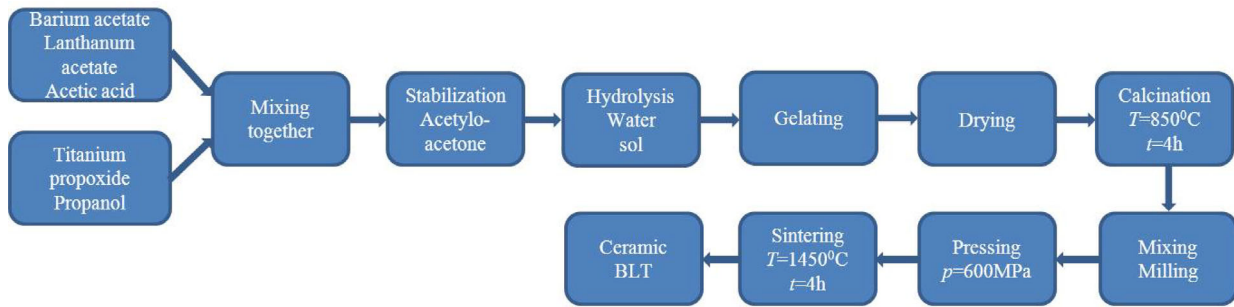 Barium acetate
Lanthanum
acetate
Acetic acid
Titanium
propoxide
Propanol
Mixing
together
Stabilization
Acetylo-
acetone
Hydrolysis
Water
sol
Gelating
Drying
Calcination
T=850⁰C
t=4h
Mixing
Milling
Pressing
p=600MPa
Sintering
T=1450⁰C
t=4h
Ceramic
BLT